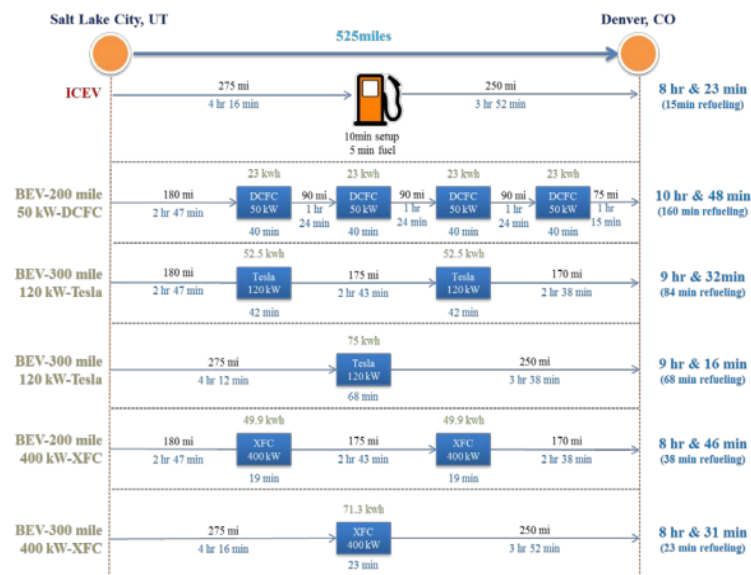 Salt Lake City, UT
Denver, CO
525miles
ICEV
275 mi
4 hr 16 min
10min setup
5 min fuel
250 mi
3 hr 52 min
8 hr & 23 min
(15min refueling)
BEV-200 mile
50 kW-DCFC
180 mi
2 hr 47 min
23 kwh
DCFC
50 kW
40 min
90 mi
1 hr
24 min
23 kwh
DCFC
50 kW
40 min
90 mi
1 hr
24 min
23 kwh
DCFC
50 kW
40 min
90 mi
1 hr
24 min
23 kwh
DCFC
50 kW
40 min
75 mi
1 hr
15 min
10 hr & 48 min
(160 min refueling)
BEV-300 mile
120 kW-Tesla
180 mi
2 hr 47 min
52.5 kwh
Tesla
120 kW
42 min
175 mi
2 hr 43 min
52.5 kwh
Tesla
120 kW
42 min
170 mi
2 hr 38 min
9 hr & 32min
(84 min refueling)
BEV-300 mile
120 kW-Tesla
275 mi
4 hr 12 min
75 kwh
Tesla
120 kW
68 min
250 mi
3 hr 38 min
9 hr & 16 min
(68 min refueling)
BEV-200 mile
400 kW-XFC
180 mi
2 hr 47 min
49.9 kwh
XFC
400 kW
19 min
175 mi
2 hr 43 min
49.9 kwh
XFC
400 kW
19 min
170 mi
2 hr 38 min
8 hr & 46 min
(38 min refueling)
BEV-300 mile
400 kW-XFC
275 mi
4 hr 16 min
71.3 kwh
XFC
400 kW
23 min
250 mi
3 hr 52 min
8 hr & 31 min
(23 min refueling)